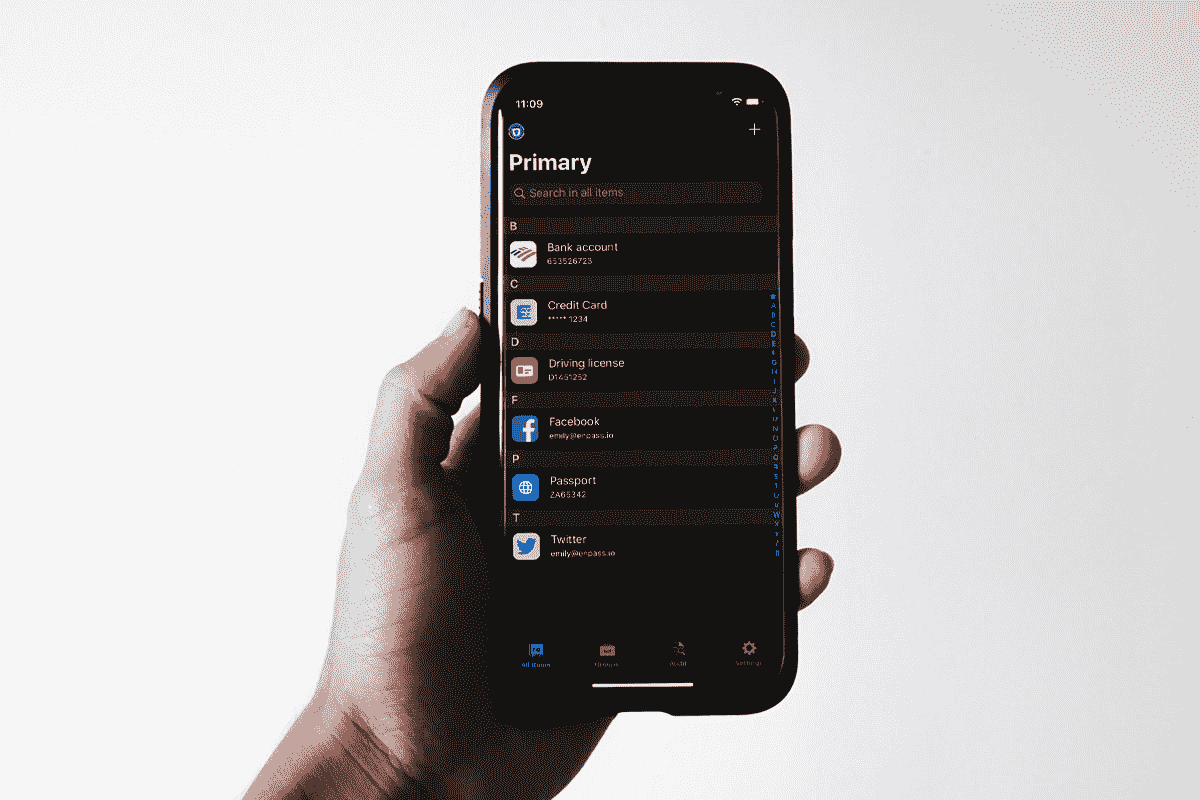 11:09
Primary
Search in all items
B
Bank account
653526723
C
Credit Card
***** 1234
D
Driving license
D1451252
F
Facebook
emily@enpass.io
P
Passport
ZA65342
T
Twitter
emily@enpass.io
All Items
Audit
Settings